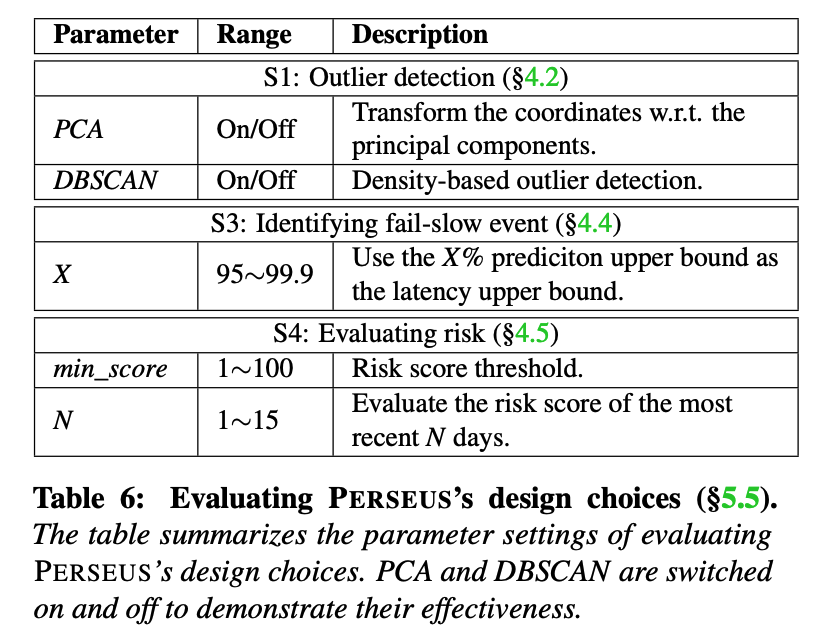 Parameter Range Description
S1: Outlier detection (§4.2)
PCA On/Off Transform the coordinates w.r.t. the
principal components.
DBSCAN On/Off Density-based outlier detection.
S3: Identifying fail-slow event (§4.4)
X 95∼99.9 Use the X% prediciton upper bound as
the latency upper bound.
S4: Evaluating risk (§4.5)
min_score 1∼100 Risk score threshold.
N 1∼15 Evaluate the risk score of the most
recent N days.
Table 6: Evaluating PERSEUS’s design choices (§5.5).
The table summarizes the parameter settings of evaluating
PERSEUS’s design choices. PCA and DBSCAN are switched
on and off to demonstrate their effectiveness.